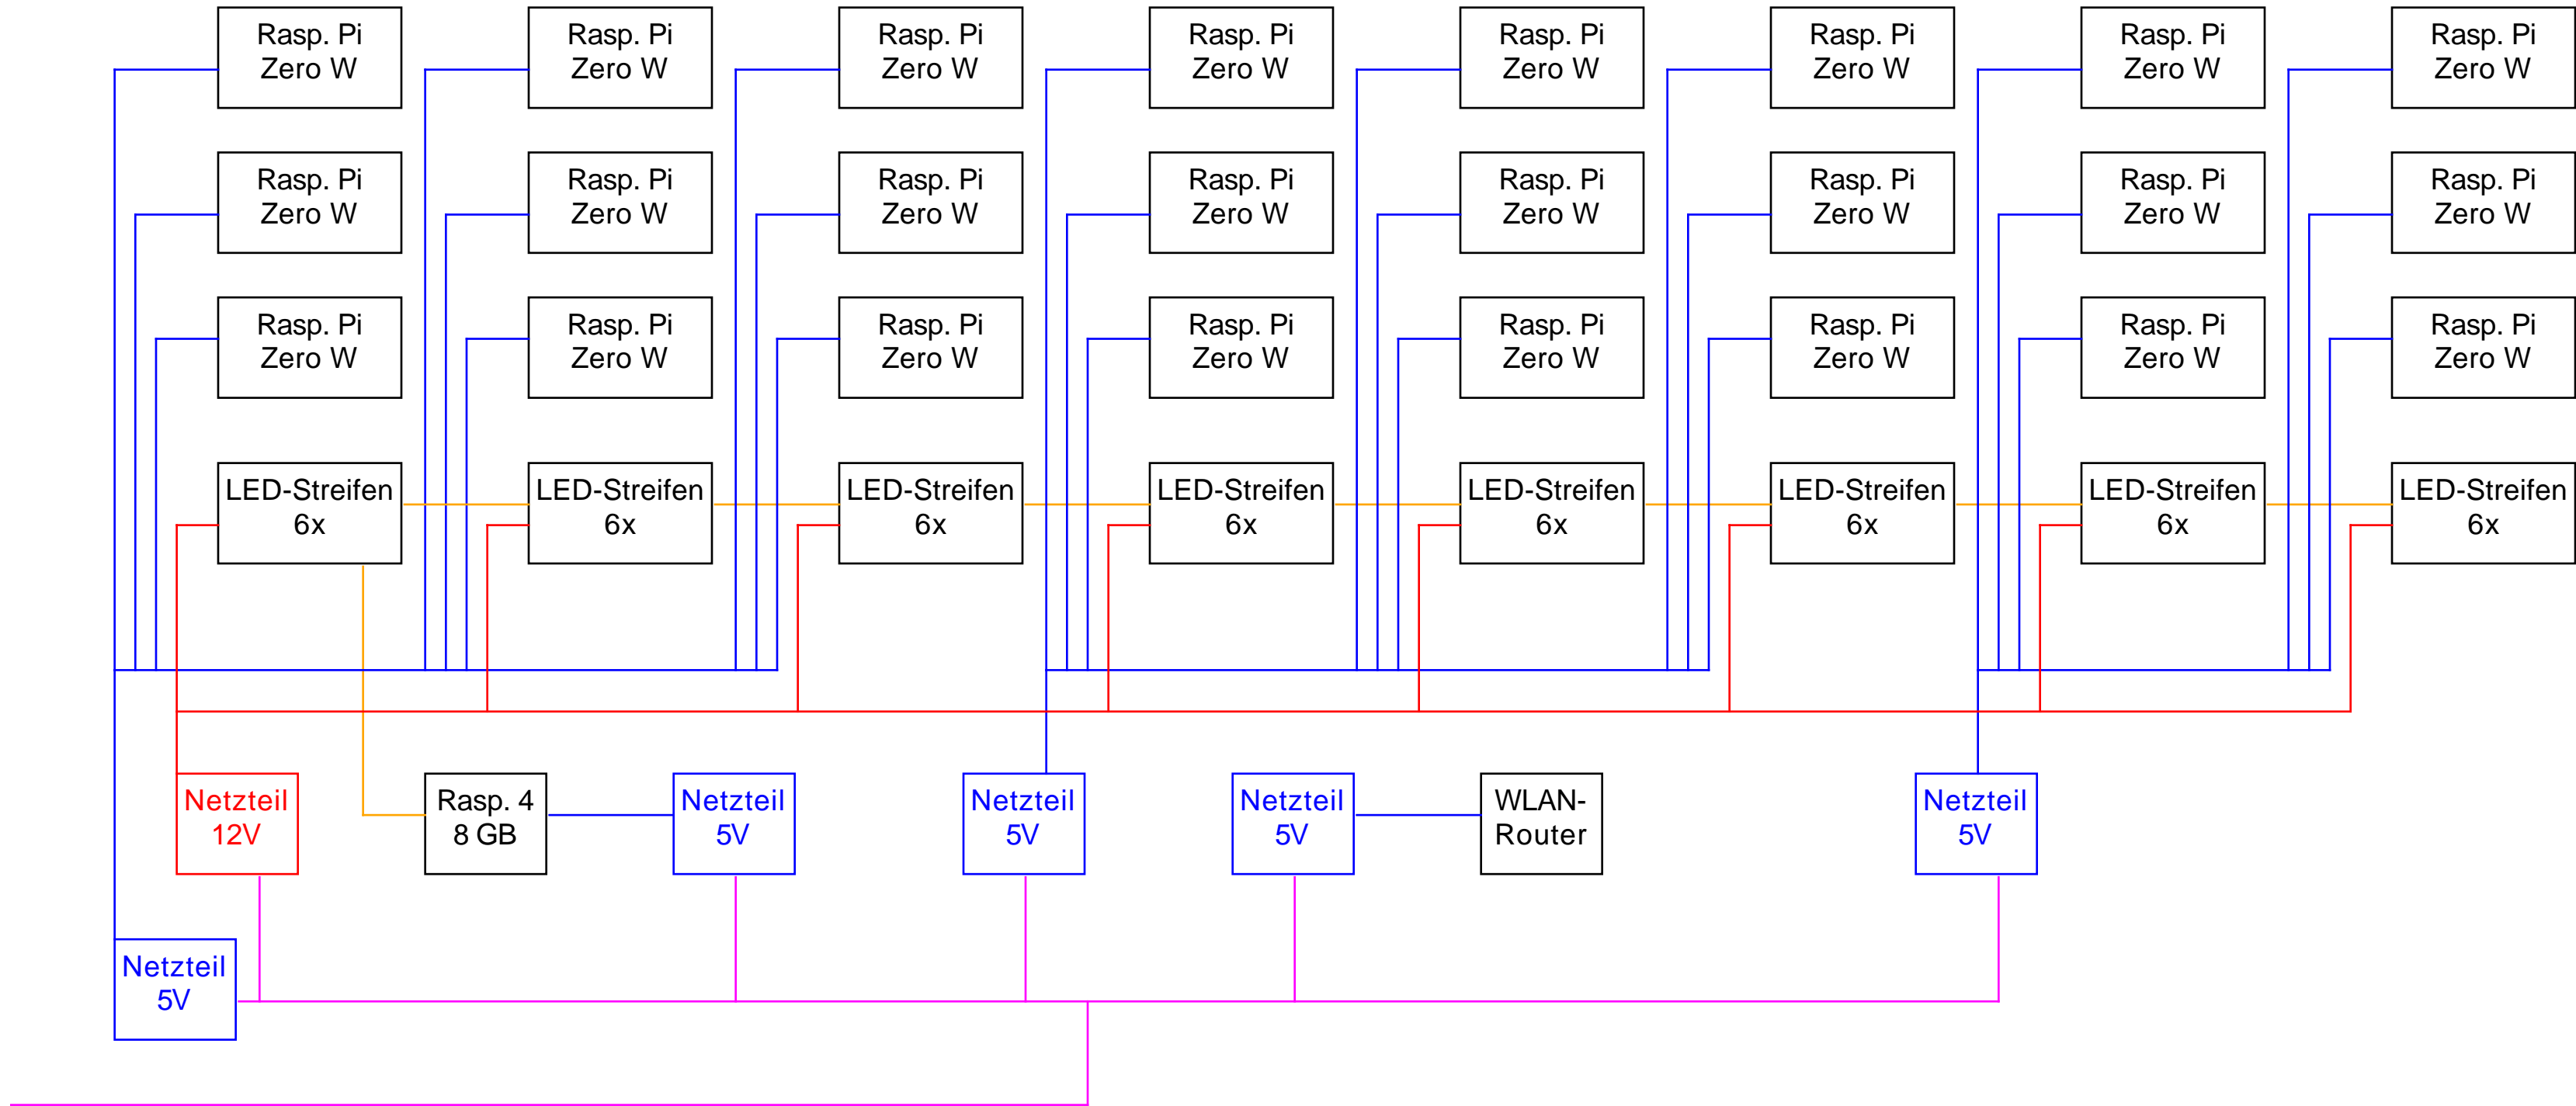 Rasp. Pi
Zero W
Rasp. Pi
Zero W
Rasp. Pi
Zero W
Rasp. Pi
Zero W
Rasp. Pi
Zero W
Rasp. Pi
Zero W
Rasp. Pi
Zero W
Rasp. Pi
Zero W
Rasp. Pi
Zero W
Rasp. Pi
Zero W
Rasp. Pi
Zero W
Rasp. Pi
Zero W
Rasp. Pi
Zero W
Rasp. Pi
Zero W
Rasp. Pi
Zero W
Rasp. Pi
Zero W
Rasp. Pi
Zero W
Rasp. Pi
Zero W
Rasp. Pi
Zero W
Rasp. Pi
Zero W
Rasp. Pi
Zero W
Rasp. Pi
Zero W
Rasp. Pi
Zero W
Rasp. Pi
Zero W
LED-Streifen
6x
LED-Streifen
6x
LED-Streifen
6x
LED-Streifen
6x
LED-Streifen
6x
LED-Streifen
6x
LED-Streifen
6x
LED-Streifen
6x
Netzteil
12V
Rasp. 4
8 GB
Netzteil
5V
Netzteil
5V
Netzteil
5V
WLAN-
Router
Netzteil
5V
Netzteil
5V